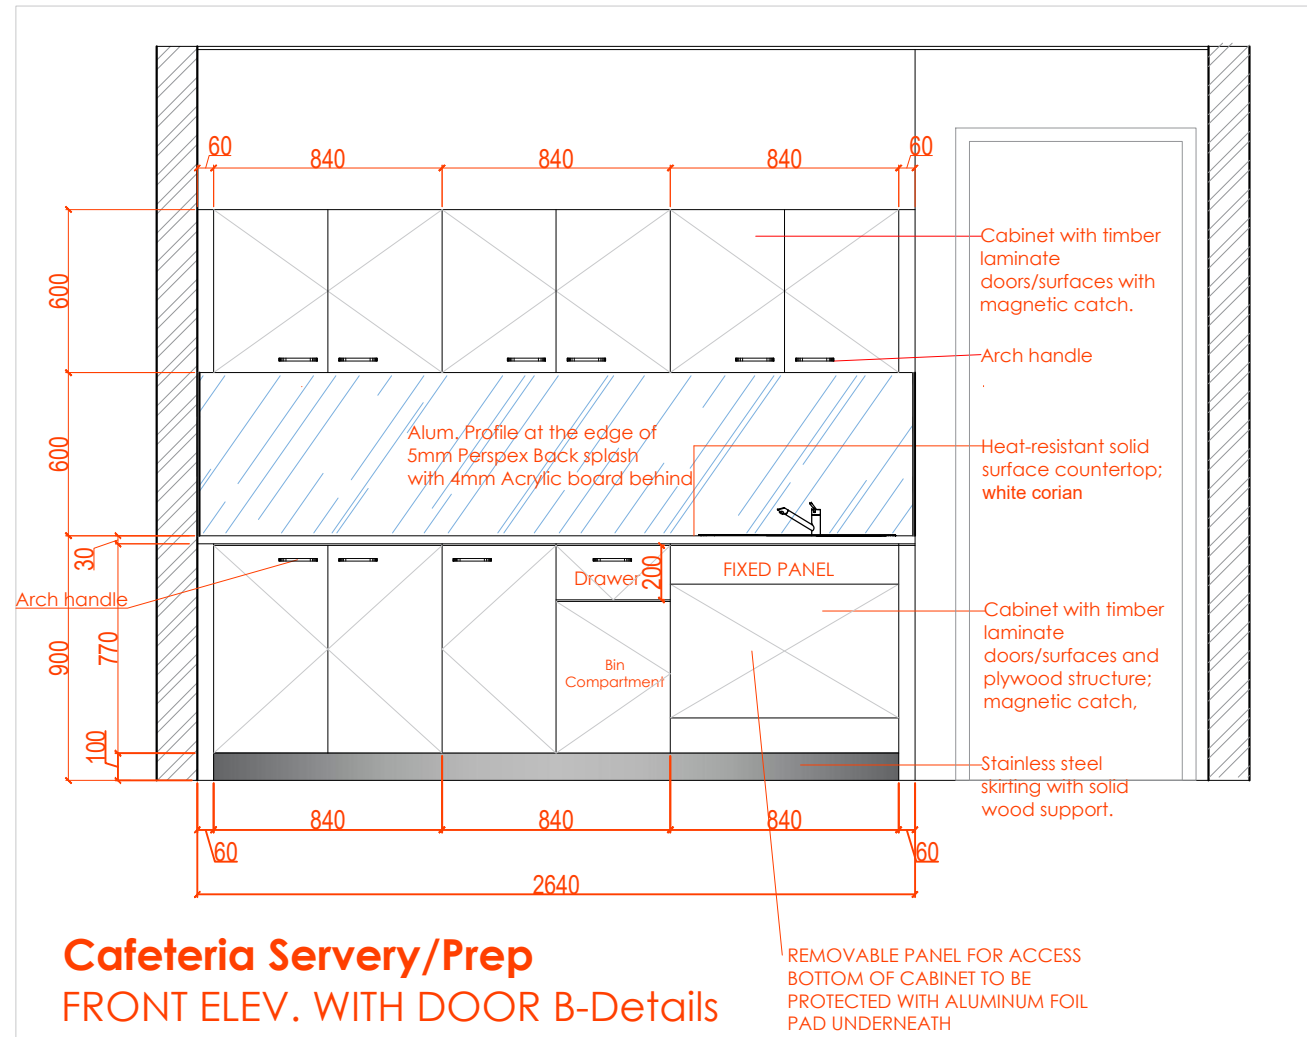 60
840
840
840
60
600
600
30
900
770
100
Cabinet with timber
laminate
doors/surfaces with
magnetic catch.
Arch handle
Alum. Profile at the edge of
5mm Perspex Back splash
with 4mm Acrylic board behind
Heat-resistant solid
surface countertop;
white corian
Arch handle
Drawer
200
FIXED PANEL
Bin
Compartment
Cabinet with timber
laminate
doors/surfaces and
plywood structure;
magnetic catch,
Stainless steel
skirting with solid
wood support.
840
840
840
60
60
2640
Cafeteria Servery/Prep
FRONT ELEV. WITH DOOR B-Details
REMOVABLE PANEL FOR ACCESS
BOTTOM OF CABINET TO BE
PROTECTED WITH ALUMINUM FOIL
PAD UNDERNEATH